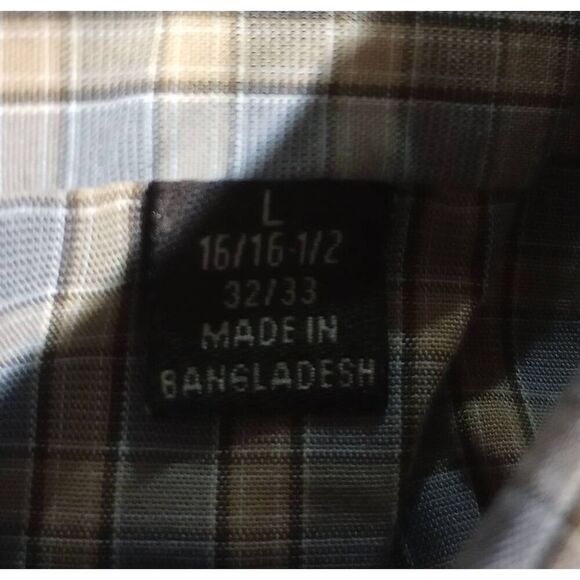 L
16/16-1/2
32/33
MADE IN
BANGLADESH